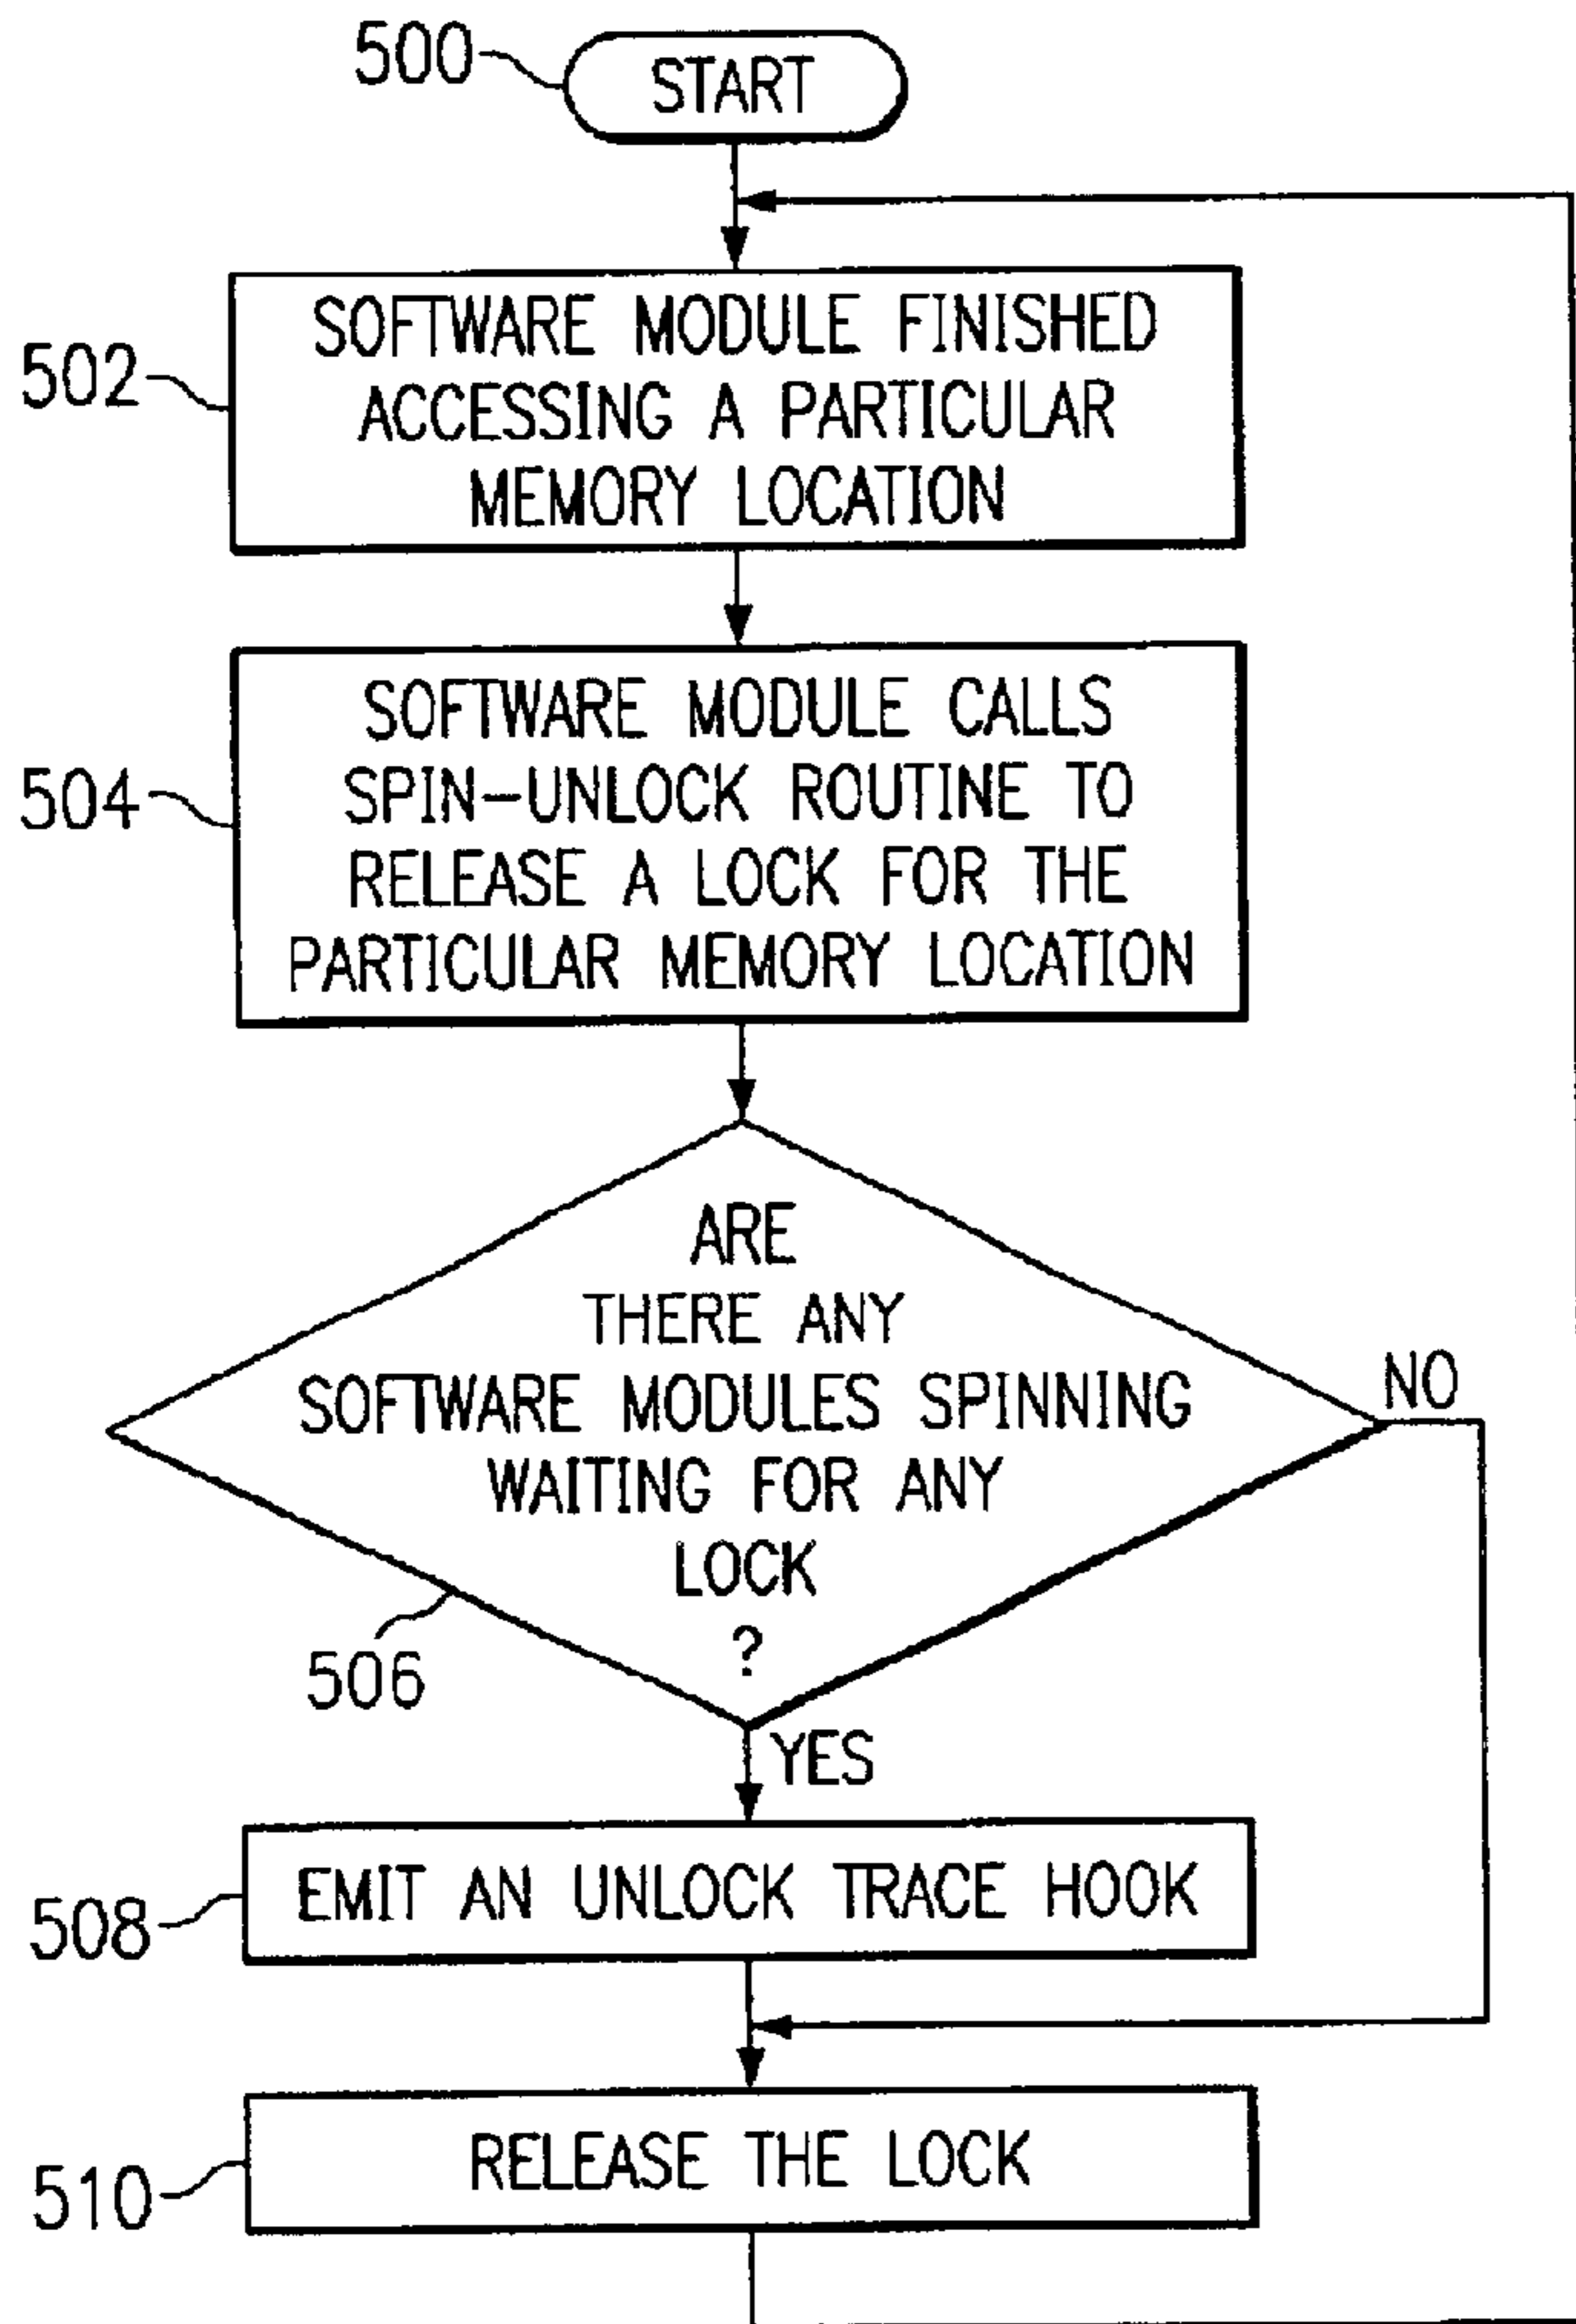 500
START
502
SOFTWARE MODULE FINISHED
ACCESSING A PARTICULAR
MEMORY LOCATION
504
SOFTWARE MODULE CALLS
SPIN-UNLOCK ROUTINE TO
RELEASE A LOCK FOR THE
PARTICULAR MEMORY LOCATION
ARE
THERE ANY
SOFTWARE MODULES SPINNING
WAITING FOR ANY
LOCK
?
NO
506
YES
508
EMIT AN UNLOCK TRACE HOOK
510
RELEASE THE LOCK